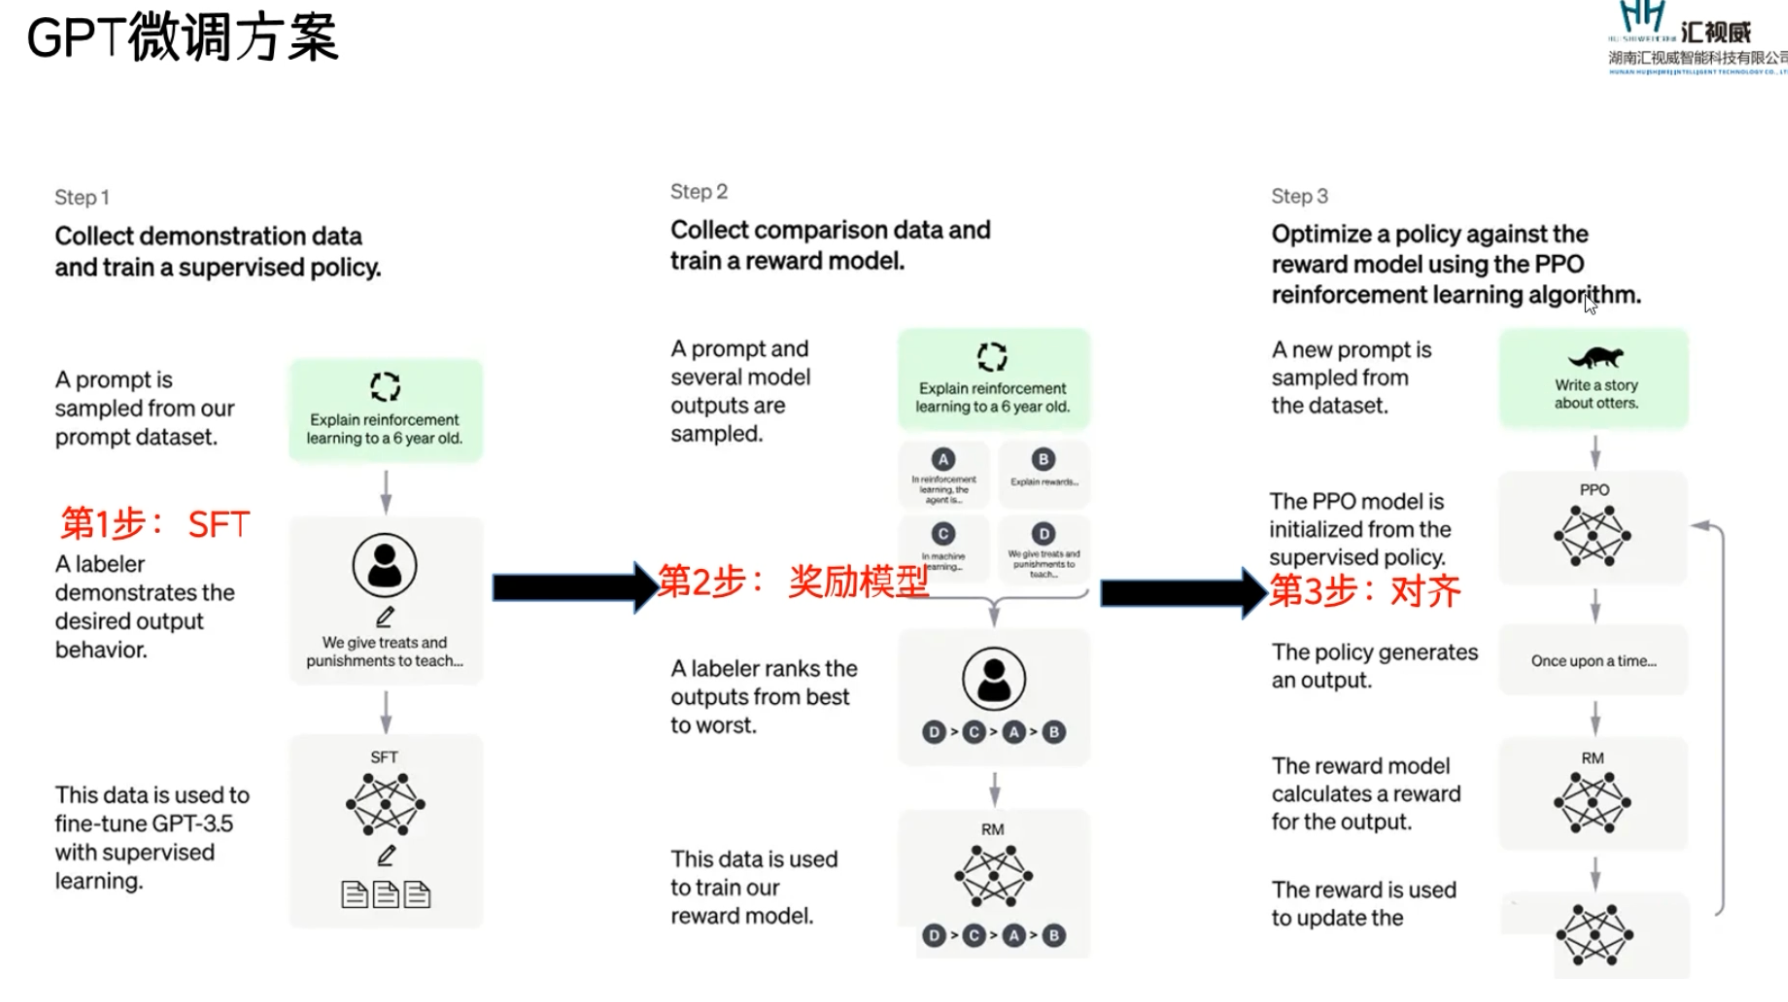 GPT微调方案
汇视威
湖南汇视威智能科技有限公司
Step 1
Collect demonstration data
and train a supervised policy.
A prompt is
sampled from our
prompt dataset.
Explain reinforcement
learning to a 6 year old.
第1步： SFT
A labeler
demonstrates the
desired output
behavior.
We give treats and
punishments to teach...
This data is used to
fine-tune GPT-3.5
with supervised
learning.
SFT
Step 2
Collect comparison data and
train a reward model.
A prompt and
several model
outputs are
sampled.
Explain reinforcement
learning to a 6 year old.
A
In reinforcement
learning, the
agent is...
B
Explain rewards...
C
In machine
learning...
D
We give treats and
punishments to
teach...
第2步： 奖励模型
A labeler ranks the
outputs from best
to worst.
D > C > A > B
This data is used
to train our
reward model.
RM
D > C > A > B
Step 3
Optimize a policy against the
reward model using the PPO
reinforcement learning algorithm.
A new prompt is
sampled from
the dataset.
Write a story
about otters.
The PPO model is
initialized from the
supervised policy.
PPO
第3步：对齐
The policy generates
an output.
Once upon a time...
The reward model
calculates a reward
for the output.
RM
The reward is used
to update the